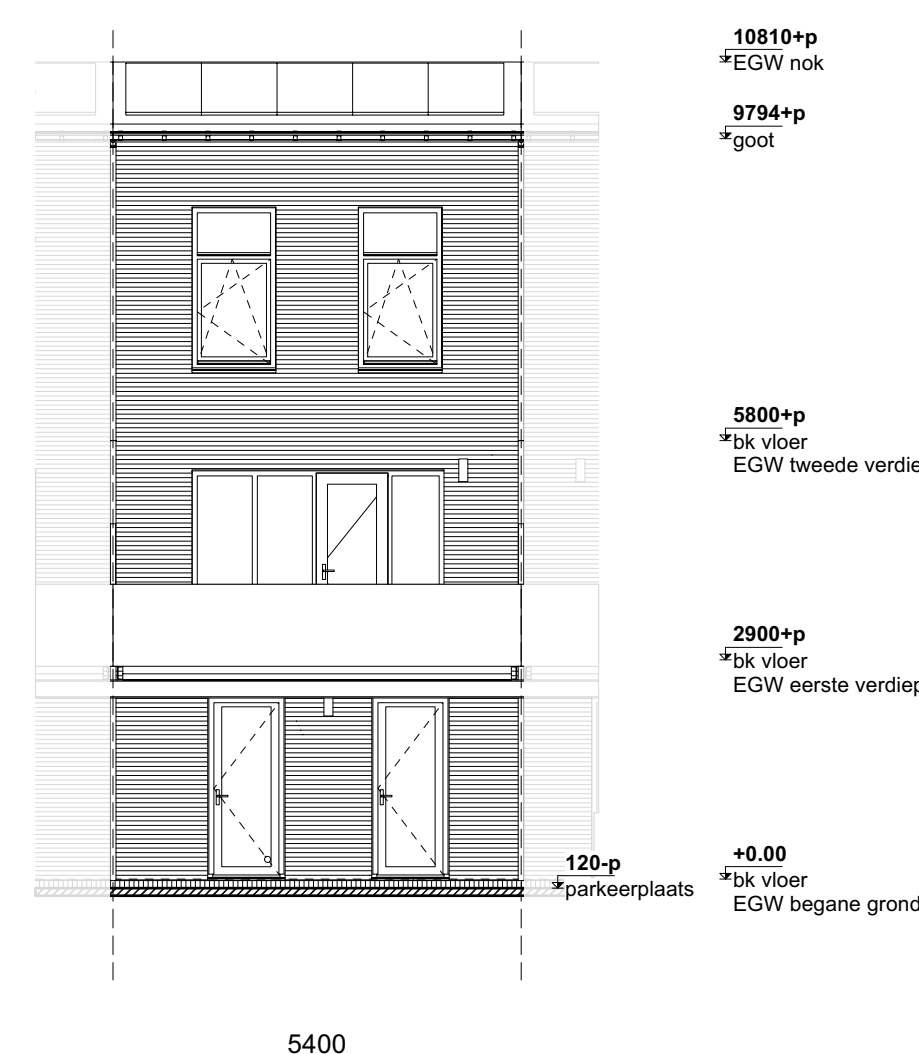 10810+p
EGW nok
9794+p
goot
5800+p
bk vloer
EGW tweede verdie
2900+p
bk vloer
EGW eerste verdiep
120-p
parkeerplaats
+0.00
bk vloer
EGW begane grond
5400